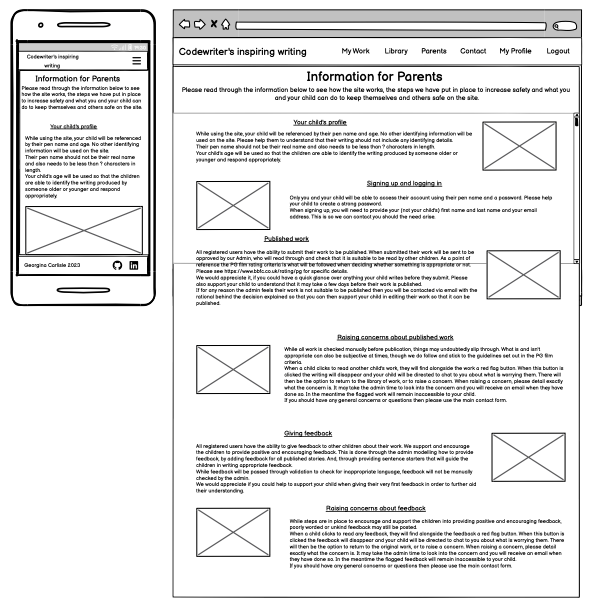 Codewriter's inspiring
writing
Information for Parents
Please read through the information below to see
how the site works, the steps we have put in place
to increase safety and what you and your child can
do to keep themselves and others safe on the site.
Your child's profile
While using the site, your child will be referenced
by their pen name and age. No other identifying
information will be used on the site.
Their pen name should not be their real name
and also needs to be less than ? characters in
length.
Your child's age will be used so that the children
are able to identify the writing produced by
someone older or younger and respond
appropriately.
Georgina Carlisle 2023
Codewriter's inspiring writing
My Work Library Parents Contact My Profile Logout
Information for Parents
Please read through the information below to see how the site works, the steps we have put in place to increase safety and what you
and your child can do to keep themselves and others safe on the site.
Your child's profile
While using the site, your child will be referenced by their pen name and age. No other identifying information will be used on
the site. We recommend that their writing should not include any identifying details.
Their pen name should not be their real name and also needs to be less than ? characters in length.
Your child's age will be used so that the children are able to identify the writing produced by someone older or
younger and respond appropriately.
Signing up and logging in
Only you and your child will be able to access their account using their pen name and a password. Please help
your child to create a strong password.
When signing up, you will need to provide your (not your child's) first name and last name and your email
address. This is so we can contact you should the need arise.
Published work
All registered users have the ability to submit their work to be published. When submitted their work will be sent to be
approved by our Admin, who will read through and check that it is suitable to be read by other children. As a point of
reference the PG film rating criteria is what will be followed when deciding whether something is appropriate or not.
Please see https://www.bbfc.co.uk/rating/pg for specific details.
We would appreciate it, if you could have a quick glance over anything your child writes before they submit. Please
also support your child to understand that it may take a few days before their work is published.
If for any reason the admin feels their work is not suitable to be published then you will be contacted via email with the
rational behind the decision explained so that you can then support your child in editing their work so that it can be
published.
Raising concerns about published work
While all work is checked manually before publication, things may undoubtedly slip through. What is and isn't
appropriate can also be subjective at times, though we do follow and stick to the guidelines set out in the PG film
criteria.
When a child clicks to read another child's work, they will find alongside the work a red flag button. When this button is
clicked the writing will disappear and your child will be directed to chat to you about what is worrying them. There will
then be the option to return to the library of work, or to raise a concern. When raising a concern, please detail exactly
what the concern is. It may take the admin time to look into the concern and you will receive an email when they have
done so. In the meantime the flagged work will remain inaccessible to your child.
If you should have any general concerns or questions then please use the main contact form.
Giving feedback
All registered users have the ability to give feedback to other children about their work. We support and encourage
the children to provide positive and encouraging feedback. This is done through the admin modelling how to provide
feedback, by adding feedback for all published stories. And, through providing sentence starters that will guide the
children in writing appropriate feedback.
While feedback will be passed through validation to check for inappropriate language, feedback will not be manually
checked by the admin.
We would appreciate if you could help to support your child when giving their very first feedback in order to further aid
their understanding.
Raising concerns about feedback
While steps are in place to encourage and support the children into providing positive and encouraging feedback,
poorly worded or unkind feedback may still be posted.
When a child clicks to read any feedback, they will find alongside the feedback a red flag button. When this button is
clicked the feedback will disappear and your child will be directed to chat to you about what is worrying them. There
will then be the option to return to the original work, or to raise a concern. When raising a concern, please detail
exactly what the concern is. It may take the admin time to look into the concern and you will receive an email when
they have done so. In the meantime the flagged feedback will remain inaccessible to your child.
If you should have any general concerns or questions then please use the main contact form.